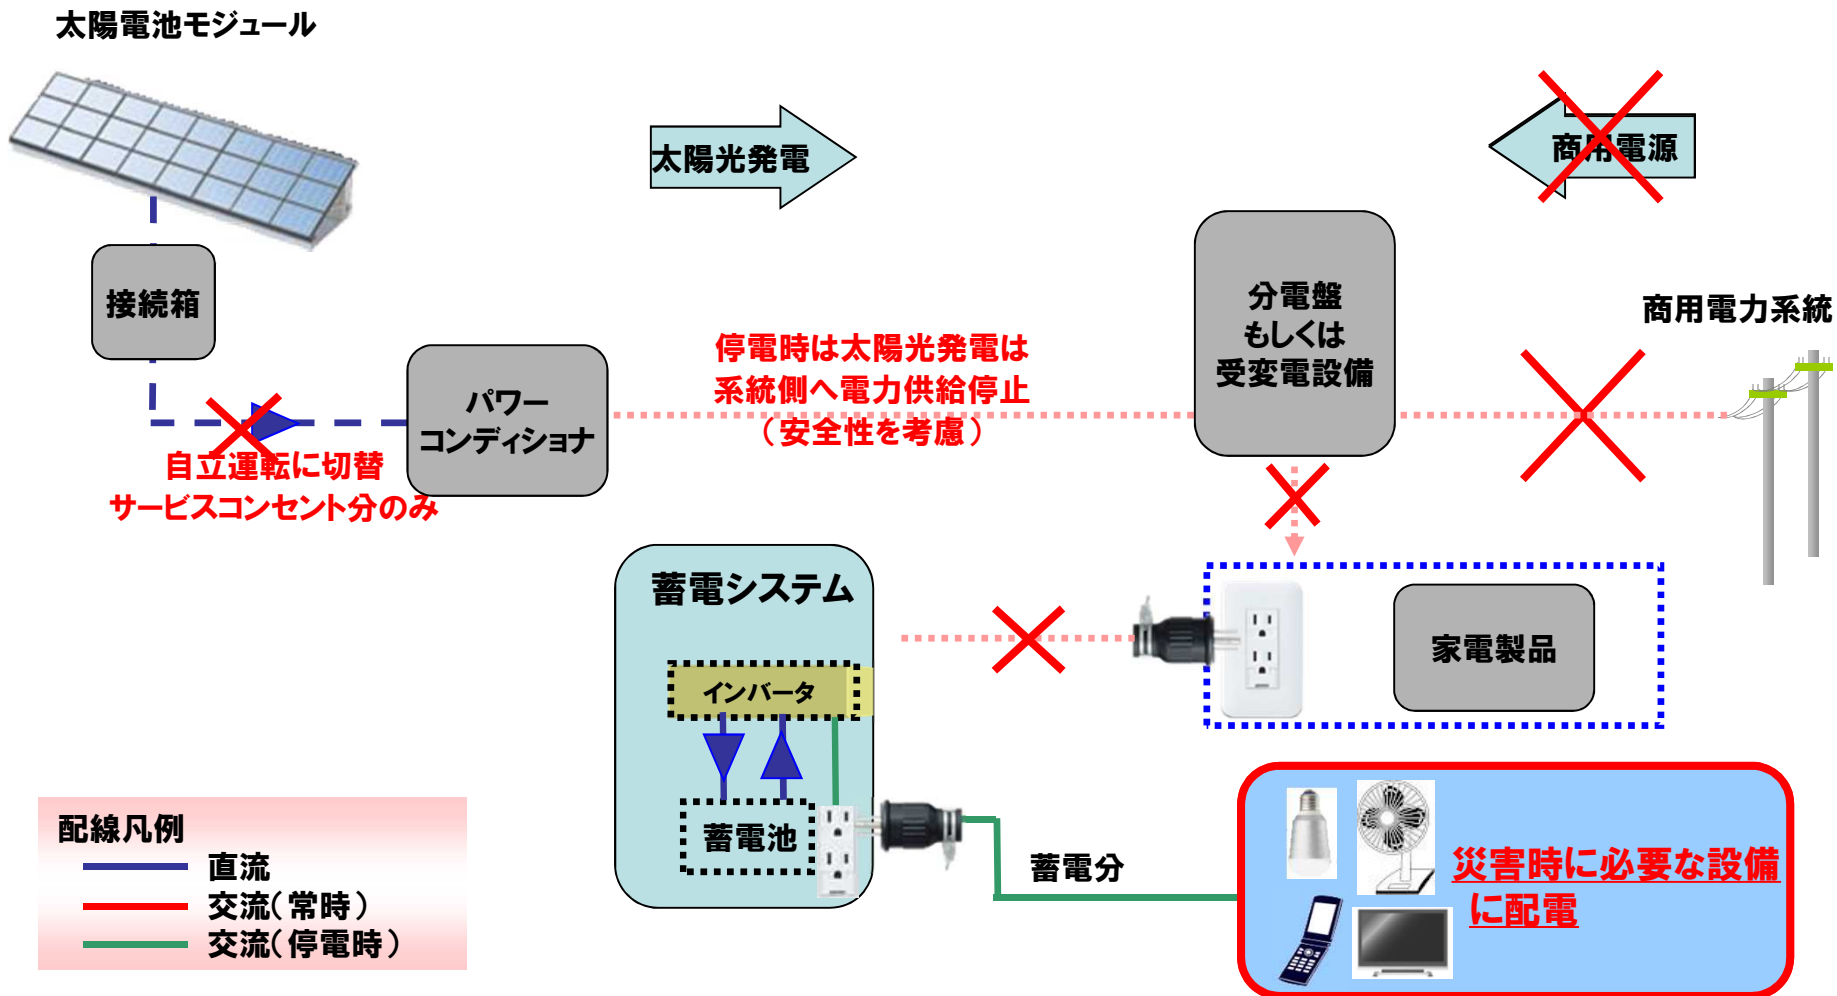 太陽電池モジュール
太陽光発電
商用電源
接続箱
分電盤
もしくは
受変電設備
商用電力系統
パワー
コンディショナ
停電時は太陽光発電は
系統側へ電力供給停止
（安全性を考慮）
自立運転に切替
サービスコンセント分のみ
蓄電システム
インバータ
蓄電池
家電製品
蓄電分
災害時に必要な設備
に配電
配線凡例
直流
交流（常時）
交流（停電時）